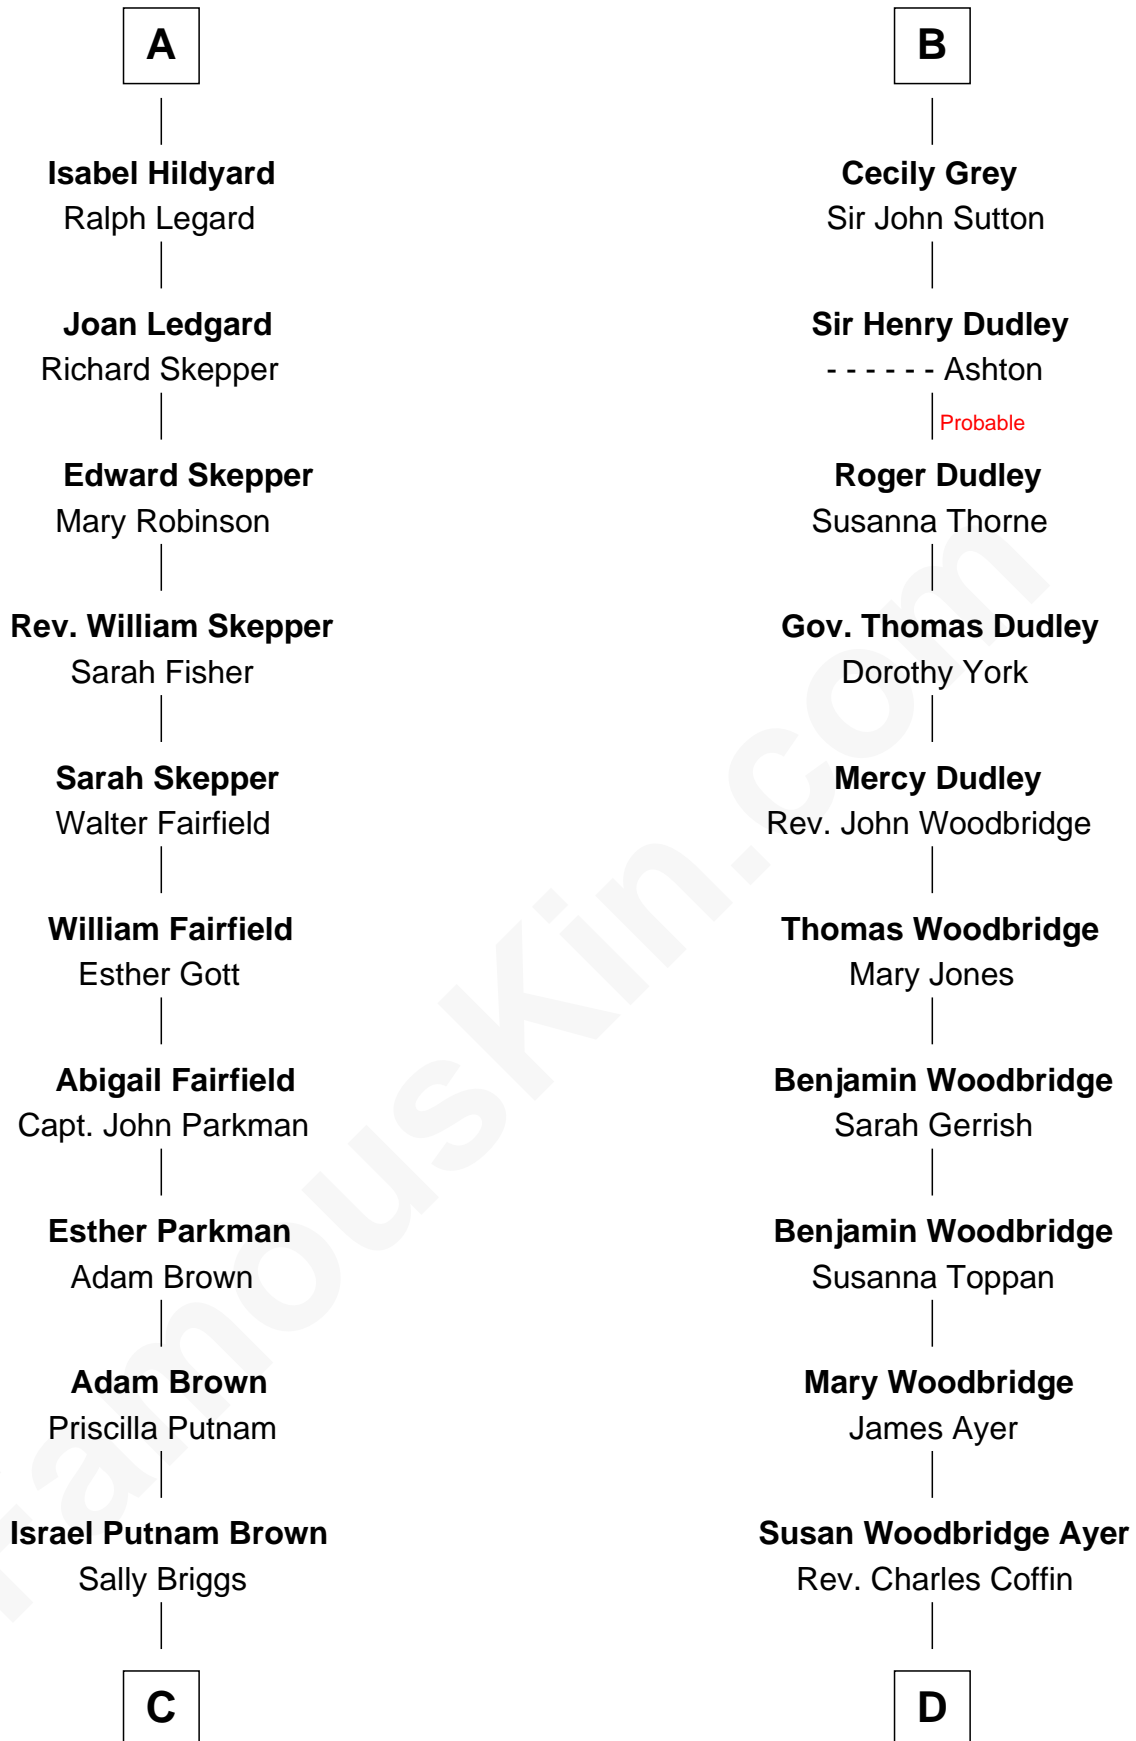 A
Isabel Hildyard
Ralph Legard
Joan Ledgard
Richard Skepper
Edward Skepper
Mary Robinson
Rev. William Skepper
Sarah Fisher
Sarah Skepper
Walter Fairfield
William Fairfield
Esther Gott
Abigail Fairfield
Capt. John Parkman
Esther Parkman
Adam Brown
Adam Brown
Priscilla Putnam
Israel Putnam Brown
Sally Briggs
C
B
Cecily Grey
Sir John Sutton
Sir Henry Dudley
- - - - - - Ashton
Probable
Roger Dudley
Susanna Thorne
Gov. Thomas Dudley
Dorothy York
Mercy Dudley
Rev. John Woodbridge
Thomas Woodbridge
Mary Jones
Benjamin Woodbridge
Sarah Gerrish
Benjamin Woodbridge
Susanna Toppan
Mary Woodbridge
James Ayer
Susan Woodbridge Ayer
Rev. Charles Coffin
D
FamousKin.com